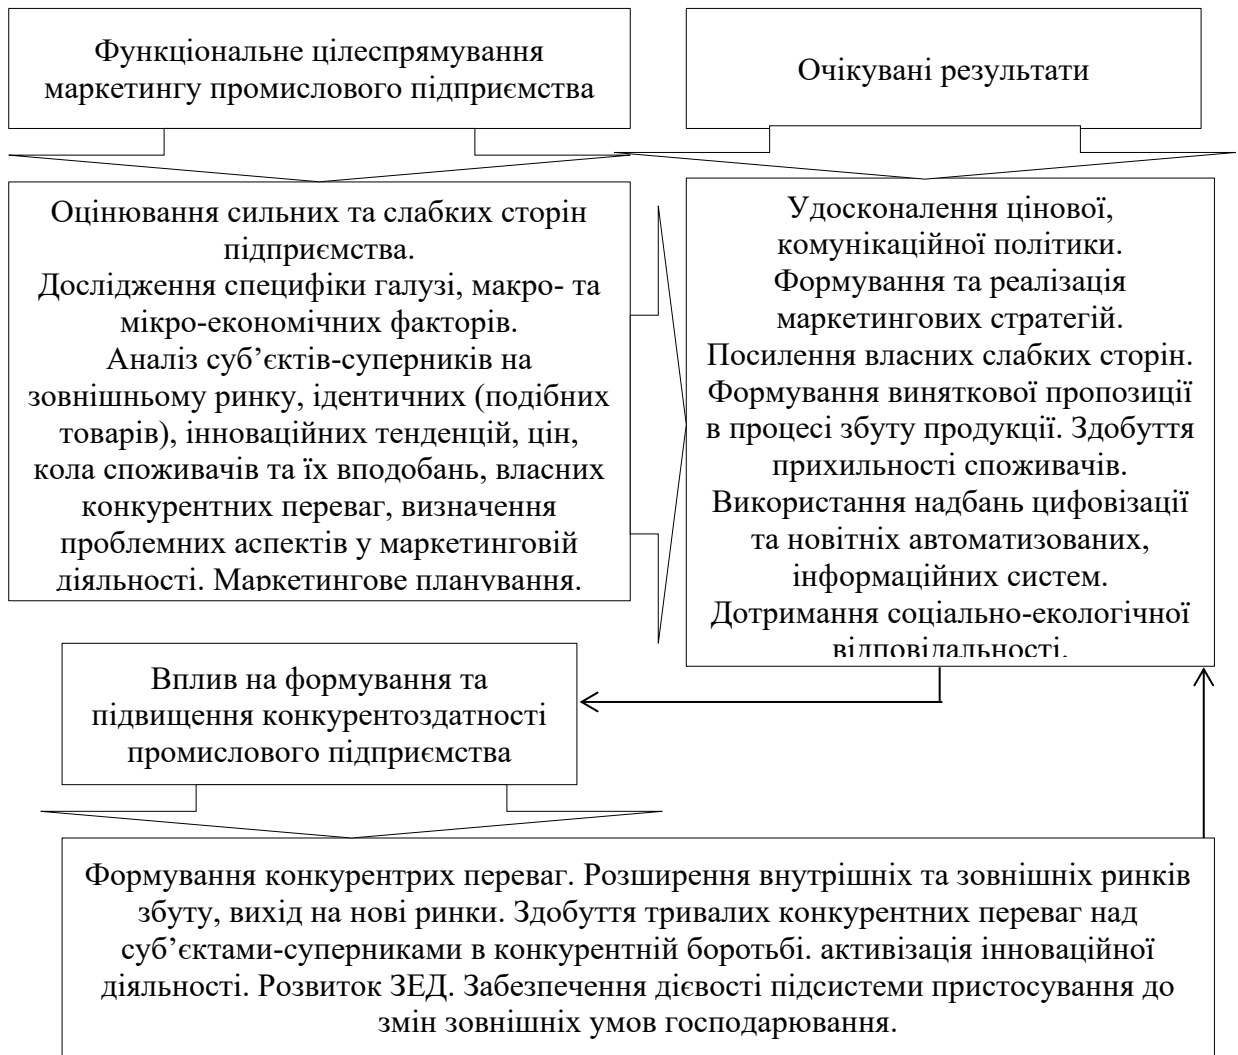 Функціональне цілеспрямування
маркетингу промислового підприємства
Очікувані результати
Оцінювання сильних та слабких сторін
підприємства.
Дослідження специфіки галузі, макро- та
мікро-економічних факторів.
Аналіз суб’єктів-суперників на
зовнішньому ринку, ідентичних (подібних
товарів), інноваційних тенденцій, цін,
кола споживачів та їх вподобань, власних
конкурентних переваг, визначення
проблемних аспектів у маркетинговій
діяльності. Маркетингове планування.
Удосконалення цінової,
комунікаційної політики.
Формування та реалізація
маркетингових стратегій.
Посилення власних слабких сторін.
Формування виняткової пропозиції
в процесі збуту продукції. Здобуття
прихильності споживачів.
Використання надбань цифовізації
та новітніх автоматизованих,
інформаційних систем.
Дотримання соціально-екологічної
відповідальності.
Вплив на формування та
підвищення конкурентоздатності
промислового підприємства
Формування конкурентрих переваг. Розширення внутрішніх та зовнішніх ринків
збуту, вихід на нові ринки. Здобуття тривалих конкурентних переваг над
суб’єктами-суперниками в конкурентній боротьбі. активізація інноваційної
діяльності. Розвиток ЗЕД. Забезпечення дієвості підсистеми пристосування до
змін зовнішніх умов господарювання.